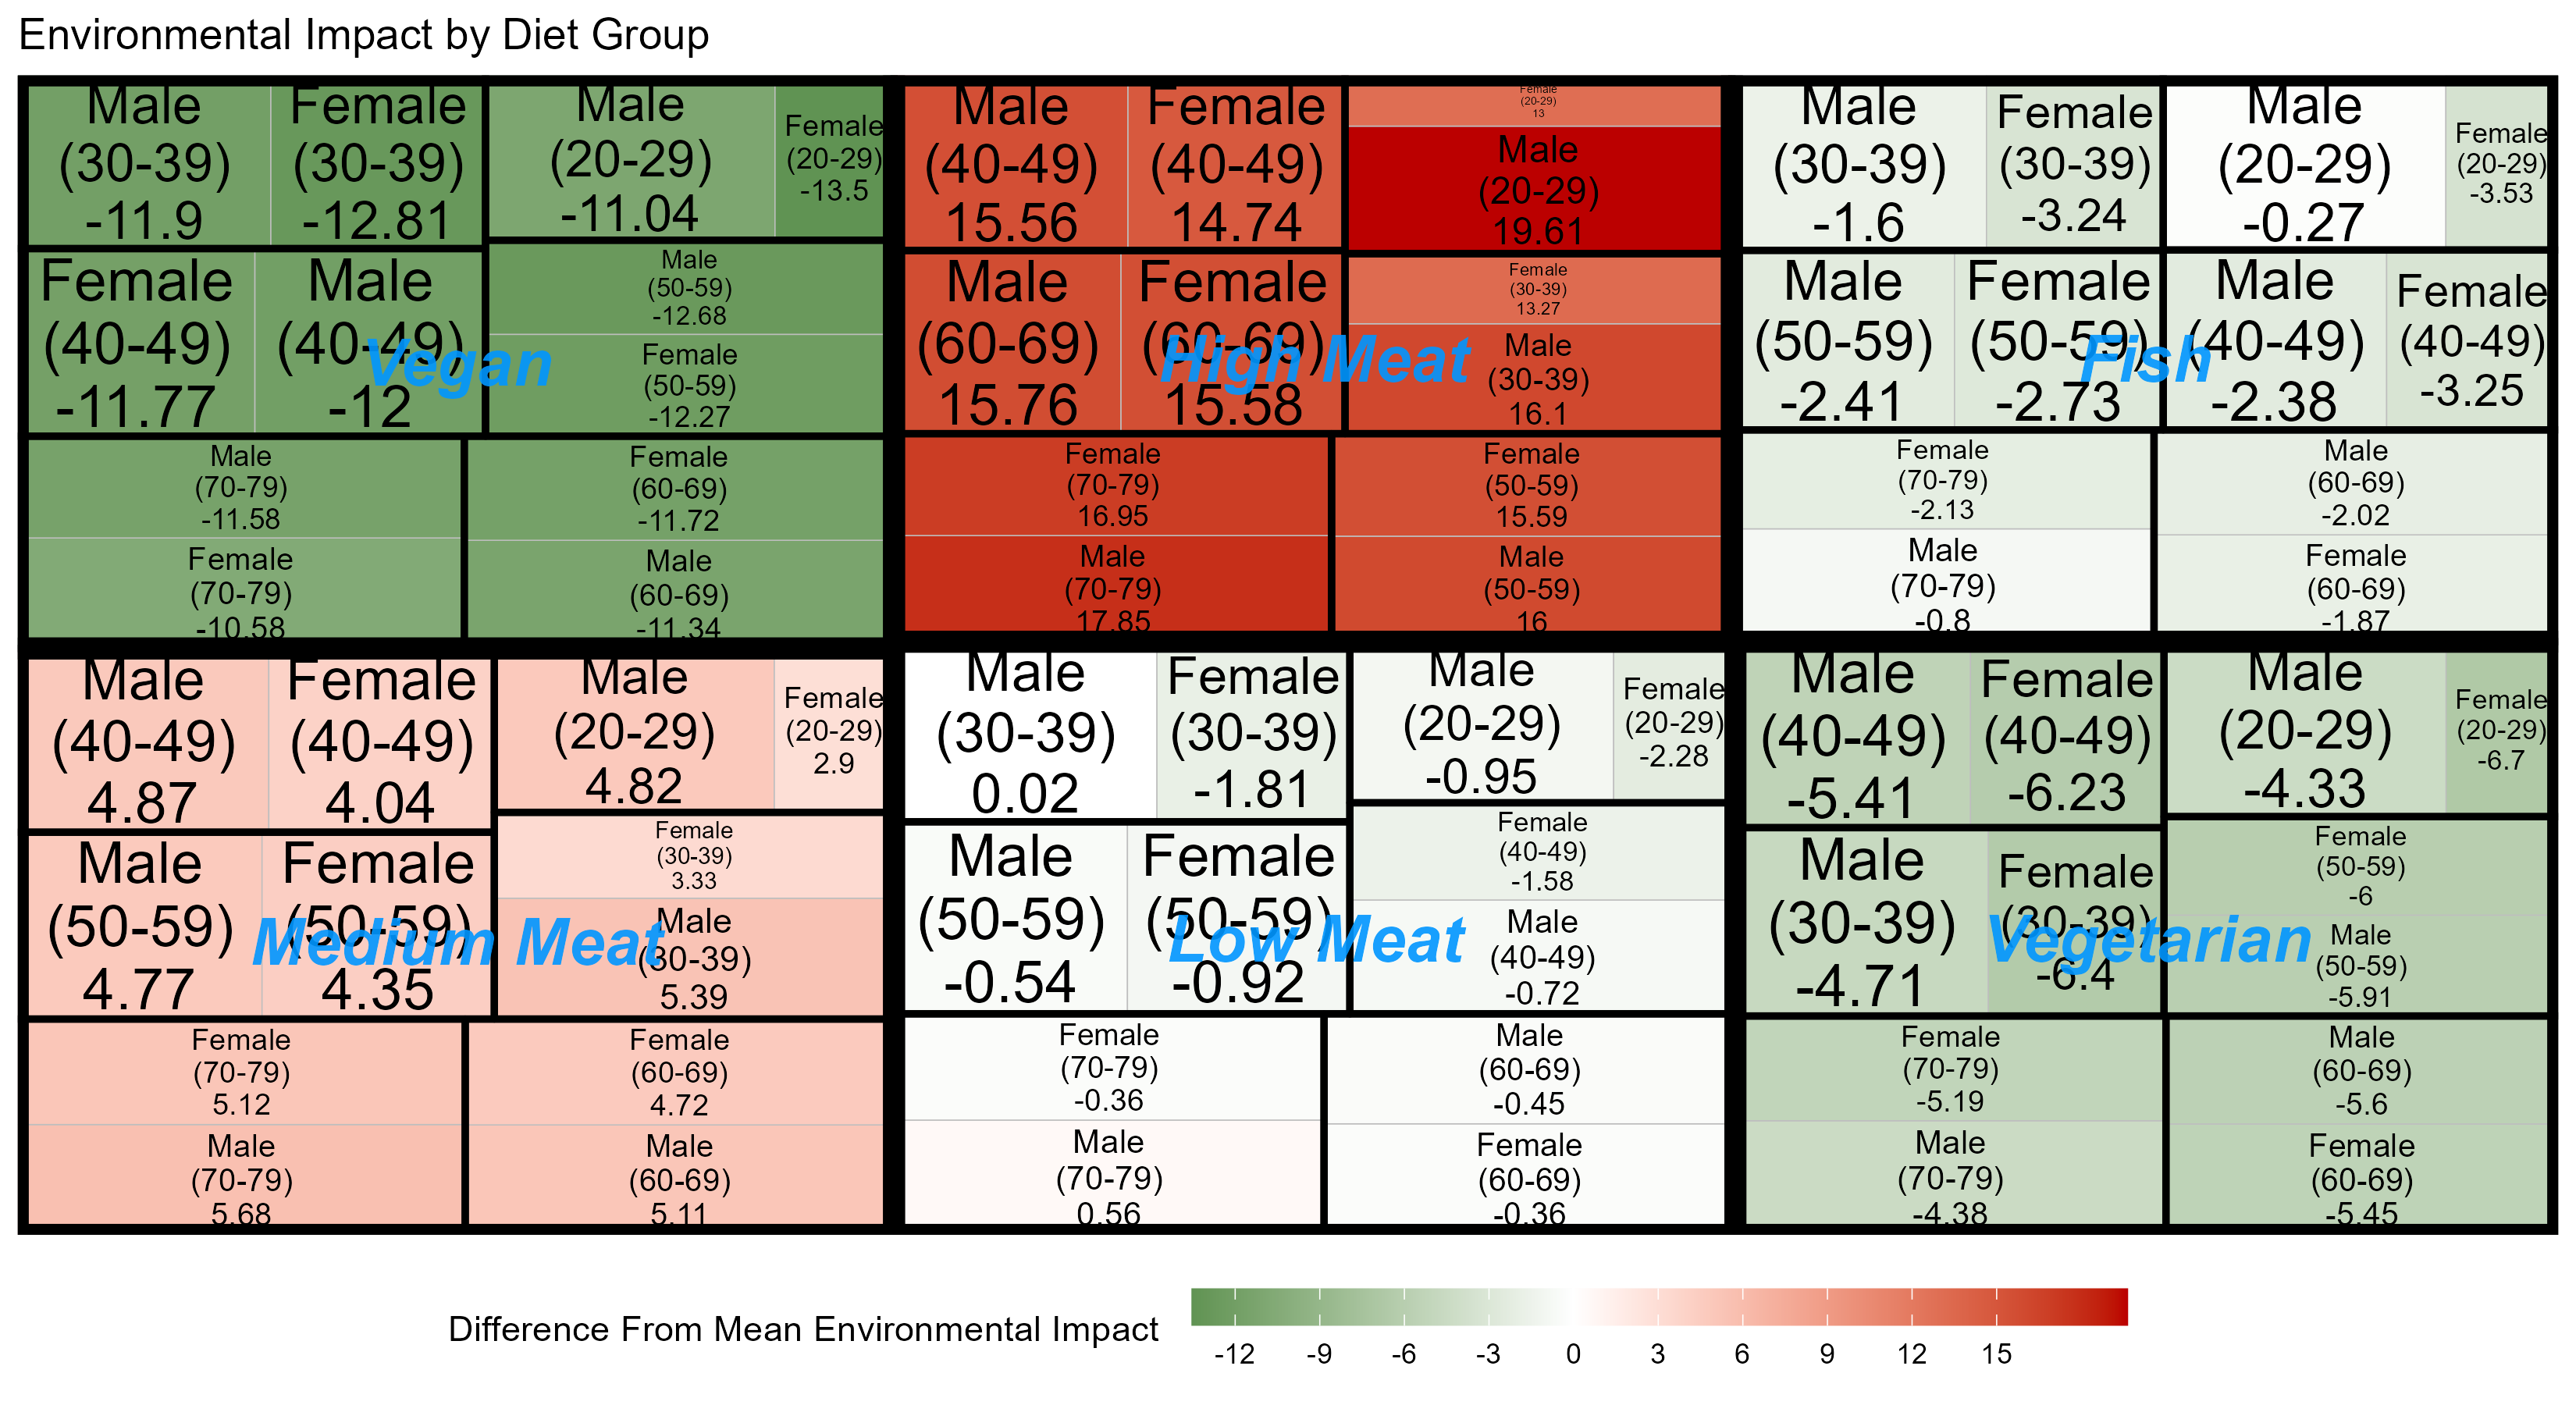 Environmental Impact by Diet Group
Male
(30-39)
-11.9
Female
(30-39)
-12.81
Male
(20-29)
-11.04
Female
(20-29)
-13.5
Female
(40-49)
-11.77
Male
(40-49)
-12
Male
(50-59)
-12.68
Female
(50-59)
-12.27
Vegan
Male
(70-79)
-11.58
Female
(70-79)
-10.58
Female
(60-69)
-11.72
Male
(60-69)
-11.34
Male
(40-49)
15.56
Female
(40-49)
14.74
Female
(20-29)
13
Male
(20-29)
19.61
Male
(60-69)
15.76
Female
(60-69)
15.58
Female
(30-39)
13.27
Male
(30-39)
16.1
High Meat
Female
(70-79)
16.95
Male
(70-79)
17.85
Female
(50-59)
15.59
Male
(50-59)
16
Male
(30-39)
-1.6
Female
(30-39)
-3.24
Male
(20-29)
-0.27
Female
(20-29)
-3.53
Male
(50-59)
-2.41
Female
(50-59)
-2.73
Male
(40-49)
-2.38
Female
(40-49)
-3.25
Fish
Female
(70-79)
-2.13
Male
(70-79)
-0.8
Male
(60-69)
-2.02
Female
(60-69)
-1.87
Male
(40-49)
4.87
Female
(40-49)
4.04
Male
(20-29)
4.82
Female
(20-29)
2.9
Male
(50-59)
4.77
Female
(50-59)
4.35
Female
(30-39)
3.33
Male
(30-39)
5.39
Medium Meat
Female
(70-79)
5.12
Male
(70-79)
5.68
Female
(60-69)
4.72
Male
(60-69)
5.11
Male
(30-39)
0.02
Female
(30-39)
-1.81
Male
(20-29)
-0.95
Female
(20-29)
-2.28
Male
(50-59)
-0.54
Female
(50-59)
-0.92
Female
(40-49)
-1.58
Male
(40-49)
-0.72
Low Meat
Female
(70-79)
-0.36
Male
(70-79)
0.56
Male
(60-69)
-0.45
Female
(60-69)
-0.36
Male
(40-49)
-5.41
Female
(40-49)
-6.23
Male
(20-29)
-4.33
Female
(20-29)
-6.7
Male
(30-39)
-4.71
Female
(30-39)
-6.4
Female
(50-59)
-6
Male
(50-59)
-5.91
Vegetarian
Female
(70-79)
-5.19
Male
(70-79)
-4.38
Male
(60-69)
-5.6
Female
(60-69)
-5.45
Difference From Mean Environmental Impact
-12 -9 -6 -3 0 3 6 9 12 15